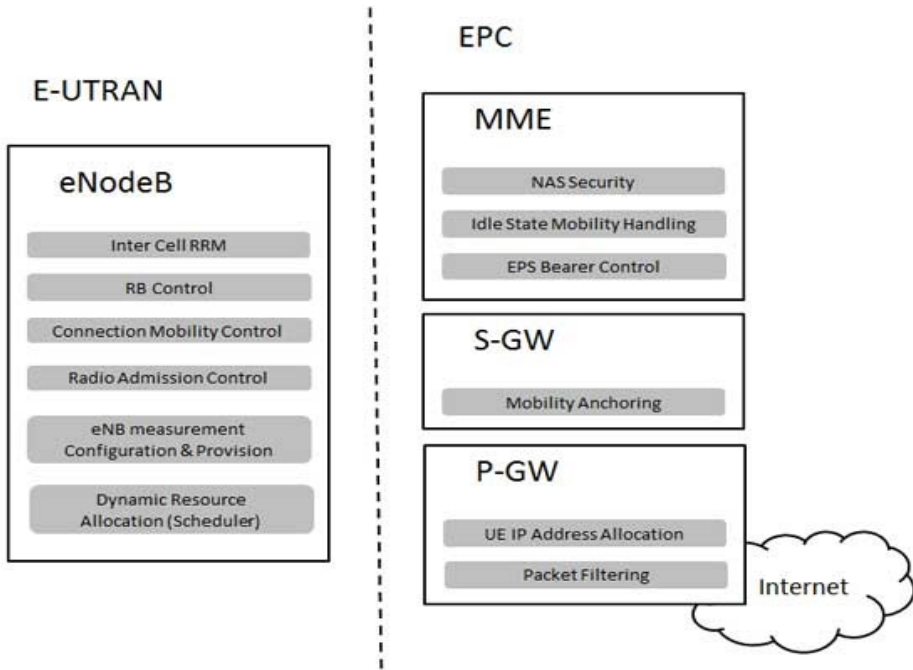 E-UTRAN
eNodeB
Inter Cell RRM
RB Control
Connection Mobility Control
Radio Admission Control
eNB measurement
Configuration & Provision
Dynamic Resource
Allocation (Scheduler)
EPC
MME
NAS Security
Idle State Mobility Handling
EPS Bearer Control
S-GW
Mobility Anchoring
P-GW
UE IP Address Allocation
Packet Filtering
Internet